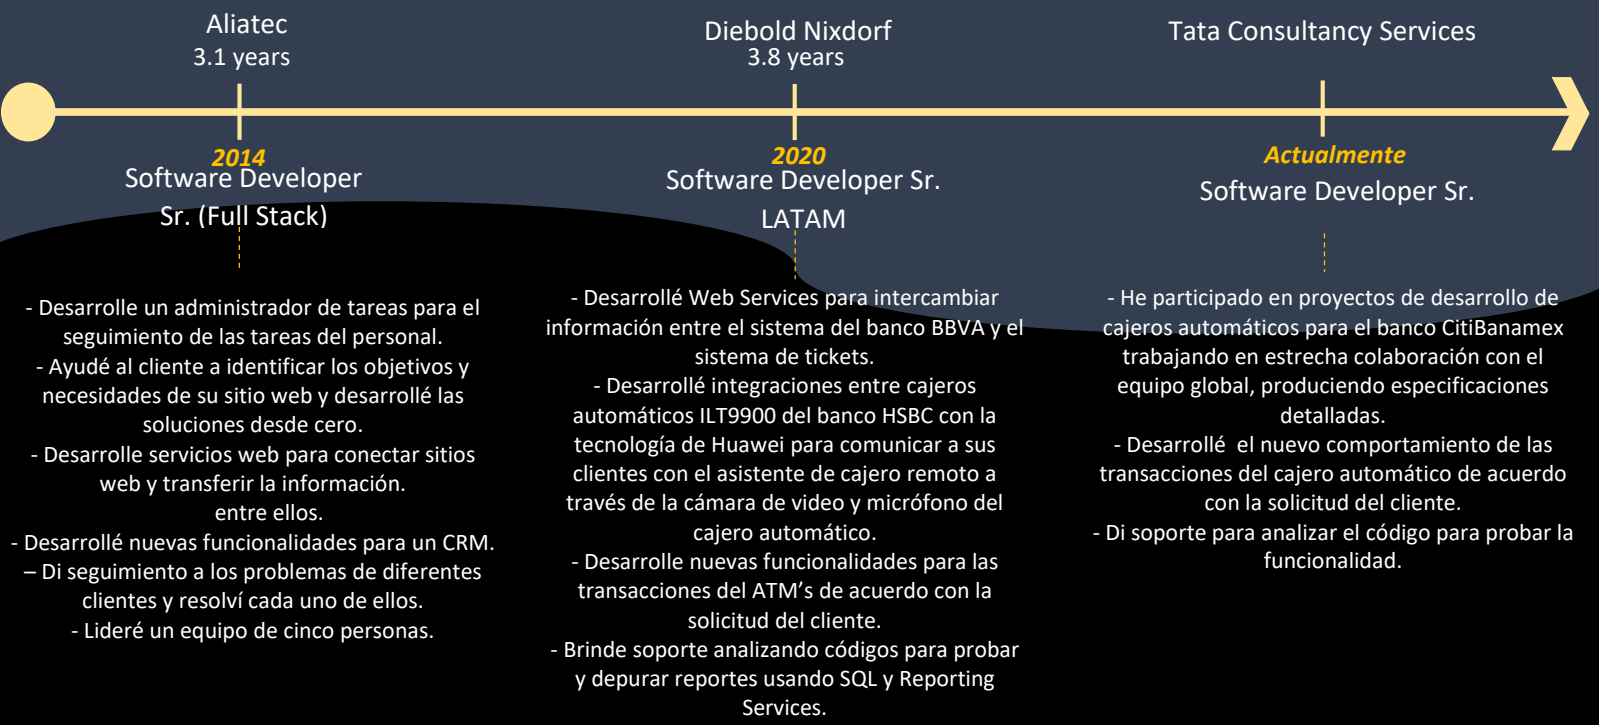 Aliatec
3.1 years
2014
Software Developer
Sr. (Full Stack)
- Desarrolle un administrador de tareas para el
seguimiento de las tareas del personal.
- Ayudé al cliente a identificar los objetivos y
necesidades de su sitio web y desarrollé las
soluciones desde cero.
- Desarrolle servicios web para conectar sitios
web y transferir la información.
entre ellos.
- Desarrollé nuevas funcionalidades para un CRM.
– Di seguimiento a los problemas de diferentes
clientes y resolví cada uno de ellos.
- Lideré un equipo de cinco personas.
Diebold Nixdorf
3.8 years
2020
Software Developer Sr.
LATAM
- Desarrollé Web Services para intercambiar
información entre el sistema del banco BBVA y el
sistema de tickets.
- Desarrollé integraciones entre cajeros
automáticos ILT9900 del banco HSBC con la
tecnología de Huawei para comunicar a sus
clientes con el asistente de cajero remoto a
través de la cámara de video y micrófono del
cajero automático.
- Desarrolle nuevas funcionalidades para las
transacciones del ATM’s de acuerdo con la
solicitud del cliente.
- Brinde soporte analizando códigos para probar
y depurar reportes usando SQL y Reporting
Services.
Tata Consultancy Services
Actualmente
Software Developer Sr.
- He participado en proyectos de desarrollo de
cajeros automáticos para el banco CitiBanamex
trabajando en estrecha colaboración con el
equipo global, produciendo especificaciones
detalladas.
- Desarrollé  el nuevo comportamiento de las
transacciones del cajero automático de acuerdo
con la solicitud del cliente.
- Di soporte para analizar el código para probar la
funcionalidad.